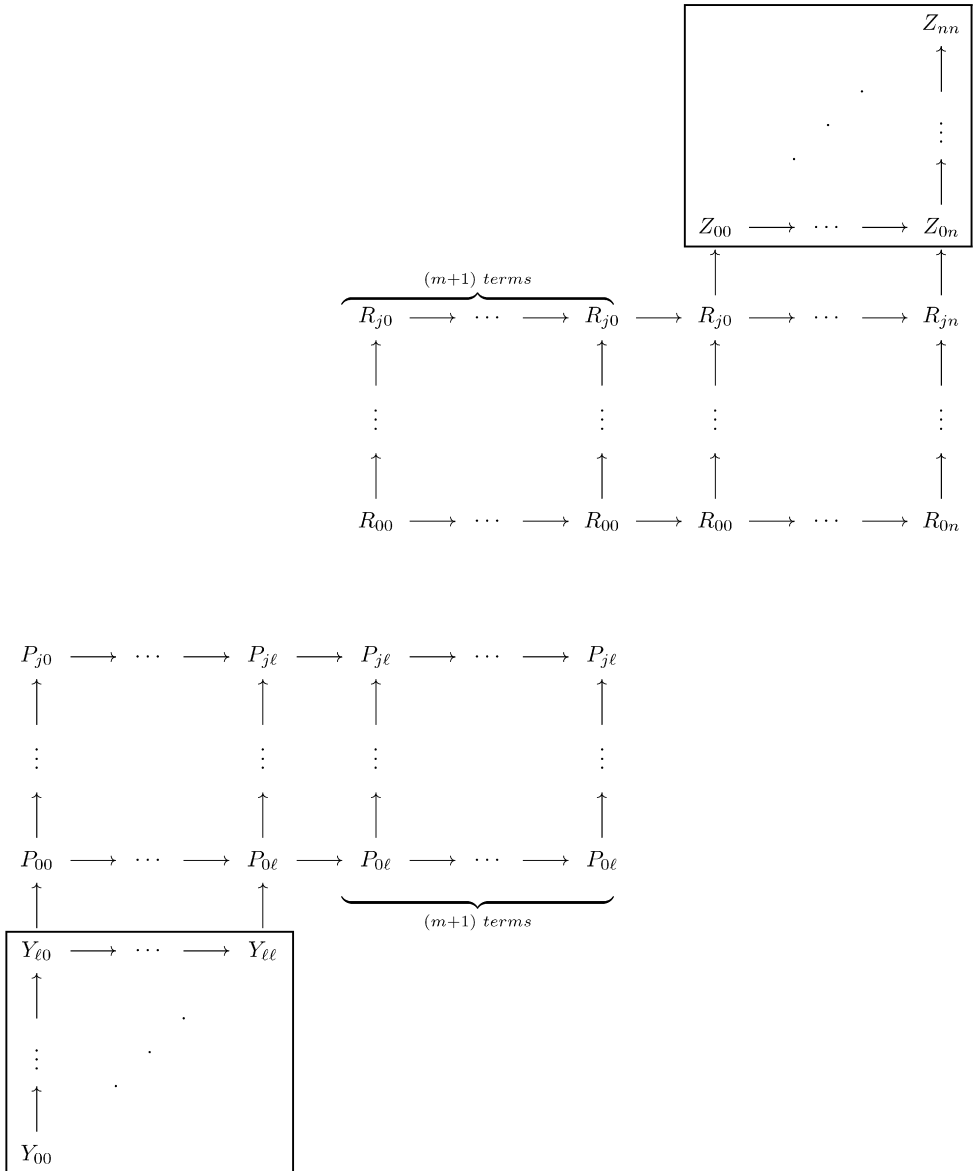 Z_{nn}
⋮
Z_{00} ⋯ Z_{0n}
(m+1) terms
R_{j0} ⋯ R_{j0} R_{j0} ⋯ R_{jn}
⋮ ⋮ ⋮ ⋮
R_{00} ⋯ R_{00} R_{00} ⋯ R_{0n}
P_{j0} ⋯ P_{jℓ} P_{jℓ} ⋯ P_{jℓ}
⋮ ⋮ ⋮ ⋮
P_{00} ⋯ P_{0ℓ} P_{0ℓ} ⋯ P_{0ℓ}
(m+1) terms
Y_{ℓ0} ⋯ Y_{ℓℓ}
⋮
Y_{00}